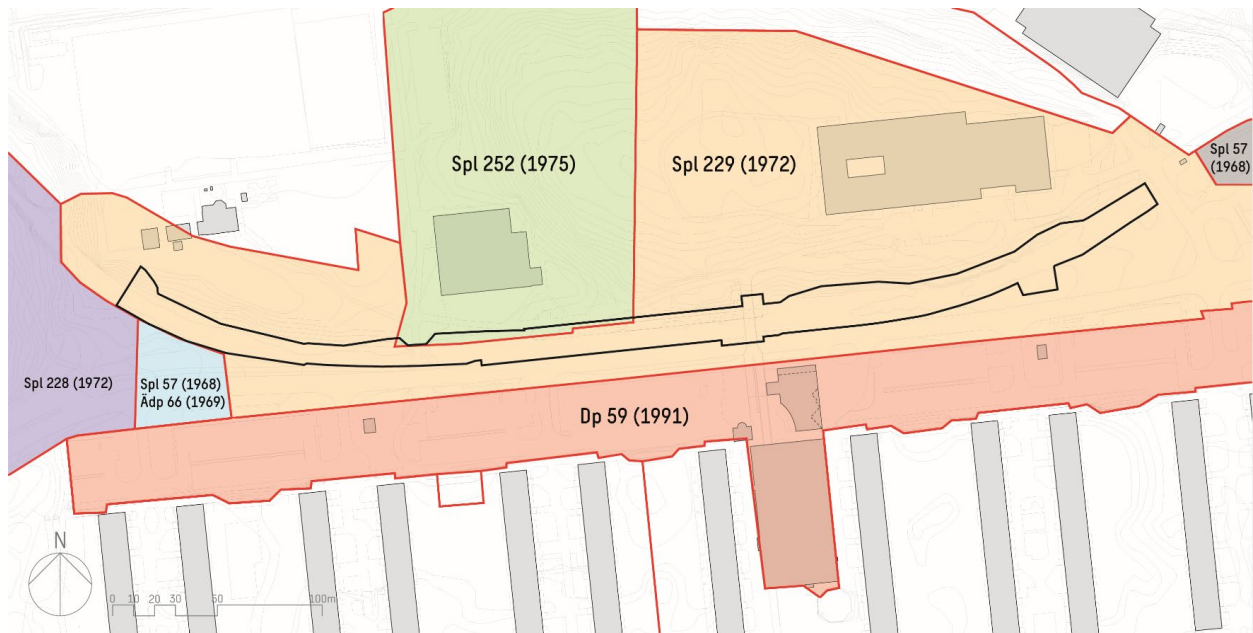 Spl 252 (1975)
Spl 229 (1972)
Spl 57
(1968)
Spl 228 (1972)
Spl 57 (1968)
Ädp 66 (1969)
Dp 59 (1991)
N
0 10 20 30 50 100m